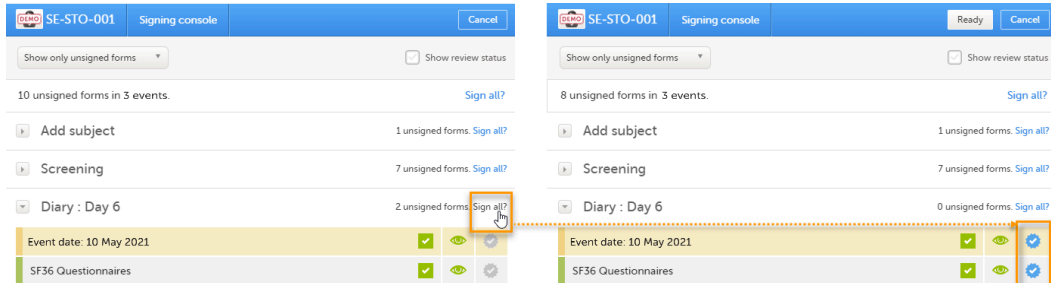 DEMO SE-STO-001 Signing console Cancel
Show only unsigned forms Show review status
10 unsigned forms in 3 events. Sign all?
Add subject 1 unsigned forms. Sign all?
Screening 7 unsigned forms. Sign all?
Diary : Day 6 2 unsigned forms. Sign all?
Event date: 10 May 2021
SF36 Questionnaires
DEMO SE-STO-001 Signing console Ready Cancel
Show only unsigned forms Show review status
8 unsigned forms in 3 events. Sign all?
Add subject 1 unsigned forms. Sign all?
Screening 7 unsigned forms. Sign all?
Diary : Day 6 0 unsigned forms. Sign all?
Event date: 10 May 2021
SF36 Questionnaires